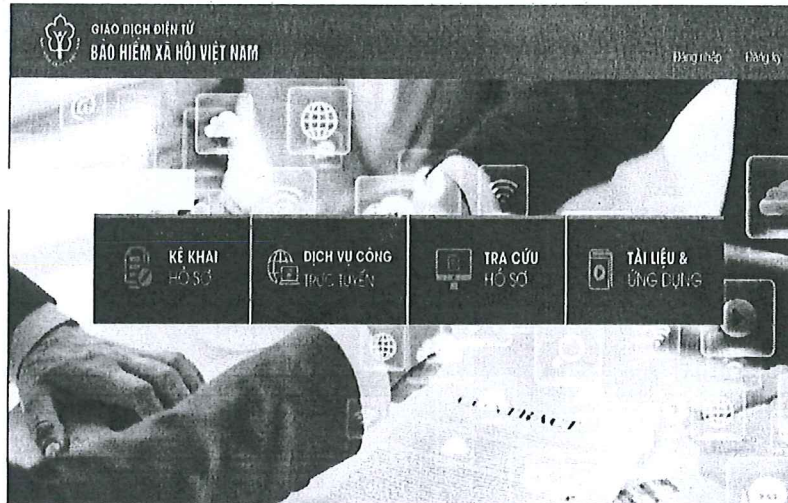 GIAO DỊCH ĐIỆN TỬ
BẢO HIỂM XÃ HỘI VIỆT NAM
Đăng nhập Đăng ký
KÊ KHAI
HỒ SƠ
DỊCH VỤ CÔNG
TRỰC TUYẾN
TRA CỨU
HỒ SƠ
TÀI LIỆU &
ỨNG DỤNG
CONTRACT